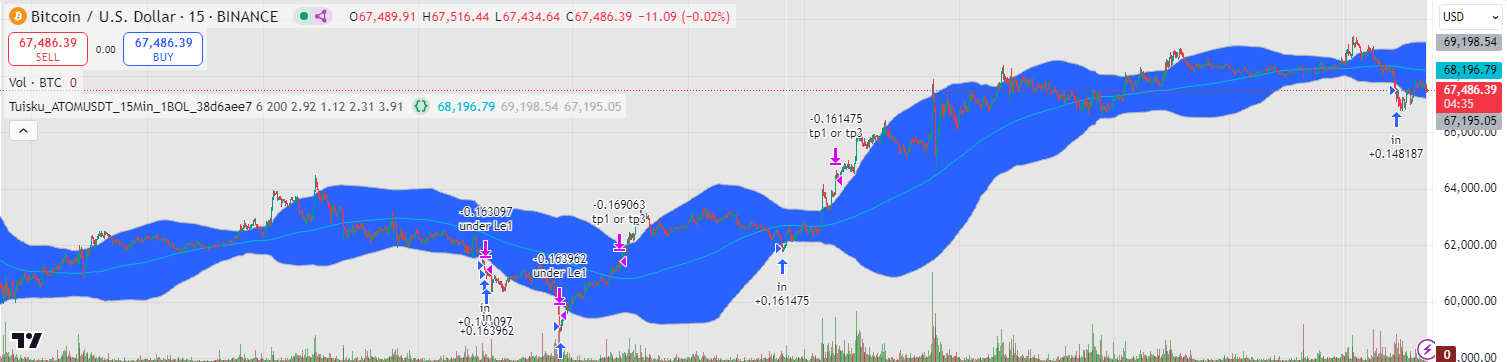 Bitcoin / U.S. Dollar · 15 · BINANCE
O67,489.91 H67,516.44 L67,434.64 C67,486.39 −11.09 (−0.02%)
67,486.39
SELL
0.00
67,486.39
BUY
Vol · BTC 0
Tuisku_ATOMUSDT_15Min_1BOL_38d6aee7 6 200 2.92 1.12 2.31 3.91 {} 68,196.79 69,198.54 67,195.05
-0.163097
under Le1
in
+0.163962
-0.163962
under Le1
-0.169063
tp1 or tp3
in
+0.161475
-0.161475
tp1 or tp3
in
+0.148187
USD
69,198.54
68,196.79
67,486.39
04:35
67,195.05
66,000.00
64,000.00
62,000.00
60,000.00
0